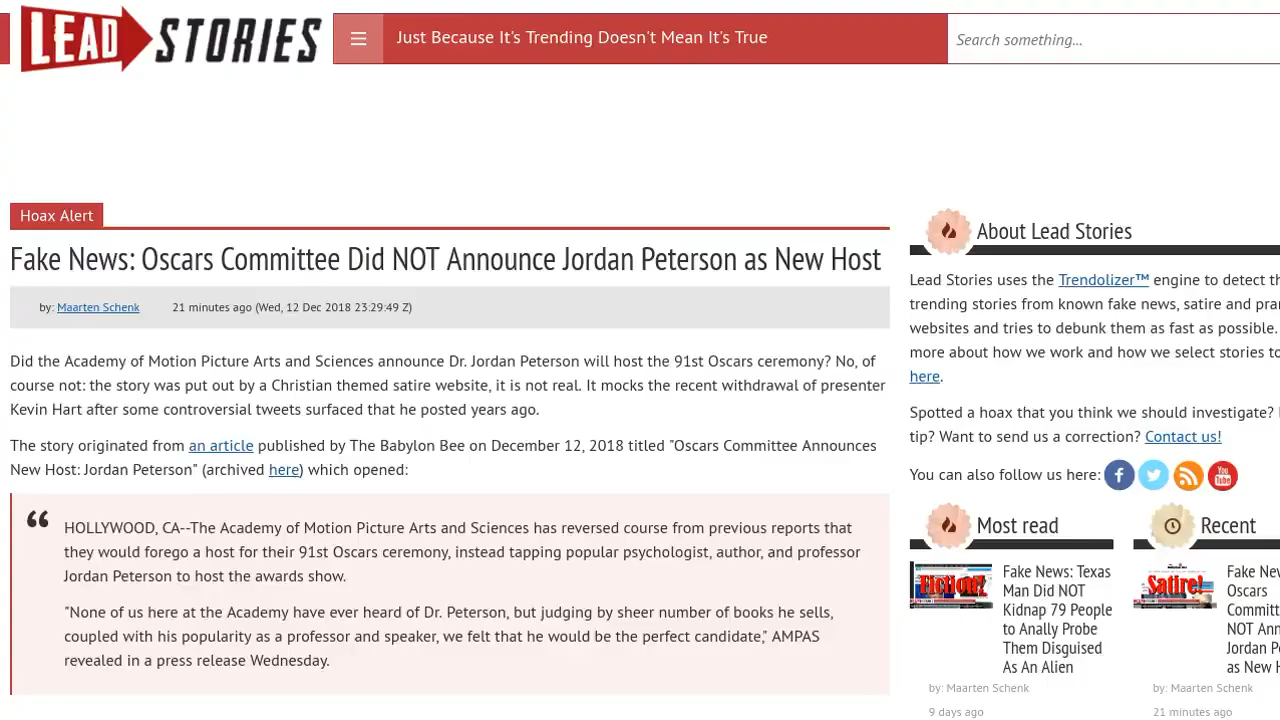 LEAD STORIES
Just Because It's Trending Doesn't Mean It's True
Search something...
Hoax Alert
Fake News: Oscars Committee Did NOT Announce Jordan Peterson as New Host
by: Maarten Schenk 21 minutes ago (Wed, 12 Dec 2018 23:29:49 Z)
Did the Academy of Motion Picture Arts and Sciences announce Dr. Jordan Peterson will host the 91st Oscars ceremony? No, of
course not: the story was put out by a Christian themed satire website, it is not real. It mocks the recent withdrawal of presenter
Kevin Hart after some controversial tweets surfaced that he posted years ago.
The story originated from an article published by The Babylon Bee on December 12, 2018 titled "Oscars Committee Announces
New Host: Jordan Peterson" (archived here) which opened:
“ HOLLYWOOD, CA--The Academy of Motion Picture Arts and Sciences has reversed course from previous reports that
they would forego a host for their 91st Oscars ceremony, instead tapping popular psychologist, author, and professor
Jordan Peterson to host the awards show.
"None of us here at the Academy have ever heard of Dr. Peterson, but judging by sheer number of books he sells,
coupled with his popularity as a professor and speaker, we felt that he would be the perfect candidate," AMPAS
revealed in a press release Wednesday.
About Lead Stories
Lead Stories uses the Trendolizer™ engine to detect
trending stories from known fake news, satire and
websites and tries to debunk them as fast as possible.
more about how we work and how we select stories
here.
Spotted a hoax that you think we should investigate?
tip? Want to send us a correction? Contact us!
You can also follow us here: You Tube
Most read
Fiction!
Fake News: Texas
Man Did NOT
Kidnap 79 People
to Anally Probe
Them Disguised
As An Alien
by: Maarten Schenk
9 days ago
Recent
Satire!
Fake
Oscars
NOT
Jordan
as New
by: Maarten Schenk
21 minutes ago